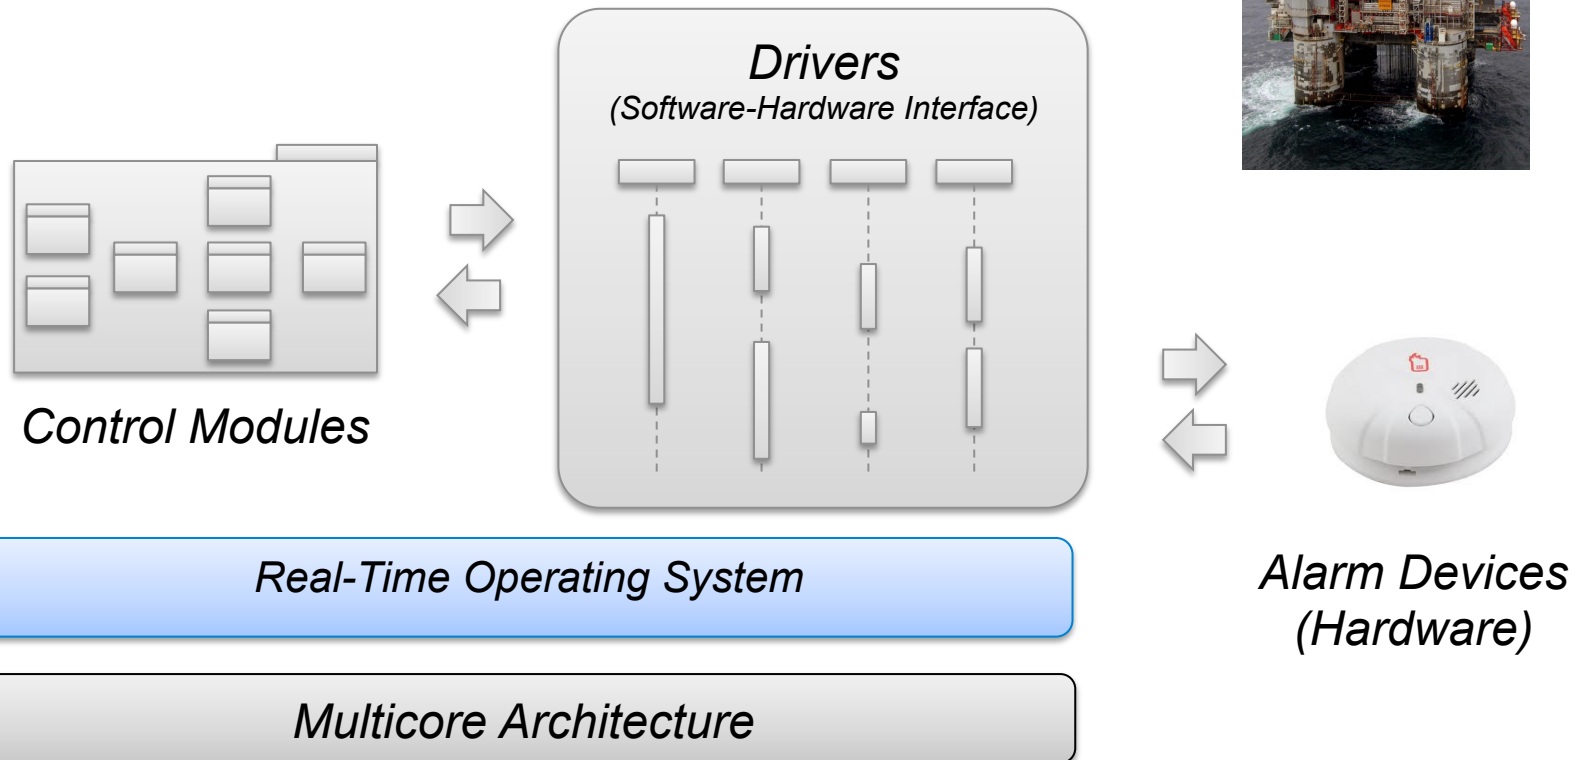 Drivers
(Software-Hardware Interface)
Control Modules
Real-Time Operating System
Alarm Devices
(Hardware)
Multicore Architecture